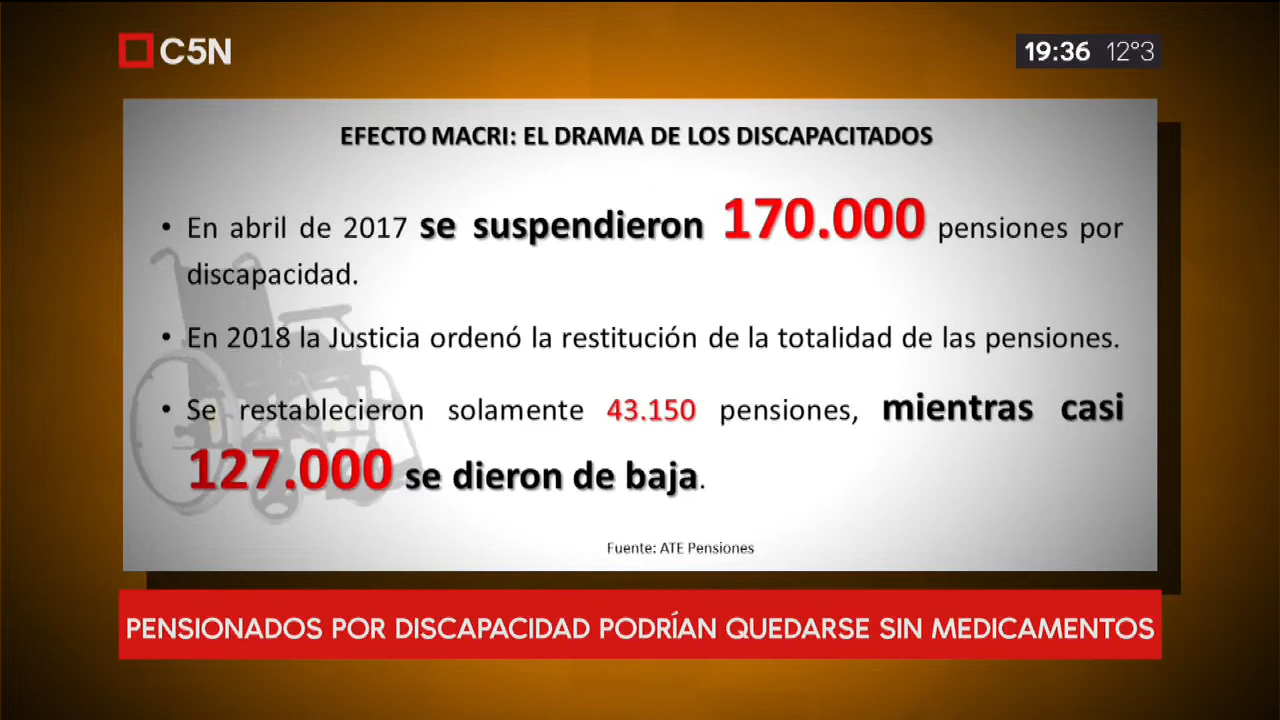 C5N
19:36 12°3
EFECTO MACRI: EL DRAMA DE LOS DISCAPACITADOS
• En abril de 2017 se suspendieron 170.000 pensiones por
discapacidad.
• En 2018 la Justicia ordenó la restitución de la totalidad de las pensiones.
• Se restablecieron solamente 43.150 pensiones, mientras casi
127.000 se dieron de baja.
Fuente: ATE Pensiones
PENSIONADOS POR DISCAPACIDAD PODRÍAN QUEDARSE SIN MEDICAMENTOS